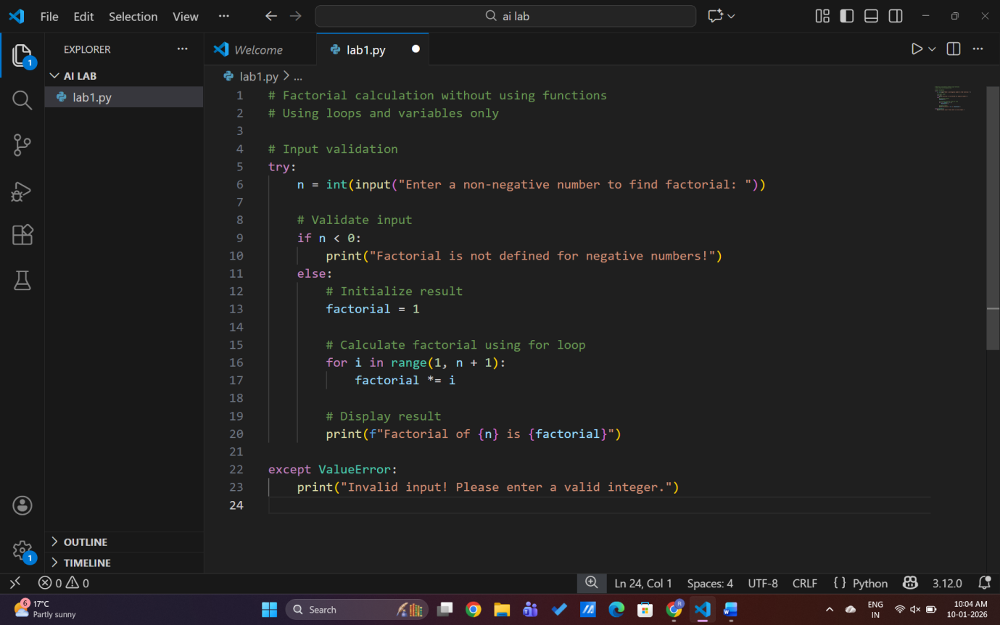 File Edit Selection View ... ai lab
EXPLORER ...
AI LAB
lab1.py
Welcome lab1.py
lab1.py > ...
1 # Factorial calculation without using functions
2 # Using loops and variables only
3
4 # Input validation
5 try:
6     n = int(input("Enter a non-negative number to find factorial: "))
7
8     # Validate input
9     if n < 0:
10         print("Factorial is not defined for negative numbers!")
11     else:
12         # Initialize result
13         factorial = 1
14
15         # Calculate factorial using for loop
16         for i in range(1, n + 1):
17             factorial *= i
18
19         # Display result
20         print(f"Factorial of {n} is {factorial}")
21
22 except ValueError:
23     print("Invalid input! Please enter a valid integer.")
24
1
1
OUTLINE
TIMELINE
0 0 Ln 24, Col 1 Spaces: 4 UTF-8 CRLF {} Python 3.12.0
6 17°C
Partly sunny
Search
ENG
IN
10:04 AM
10-01-2026